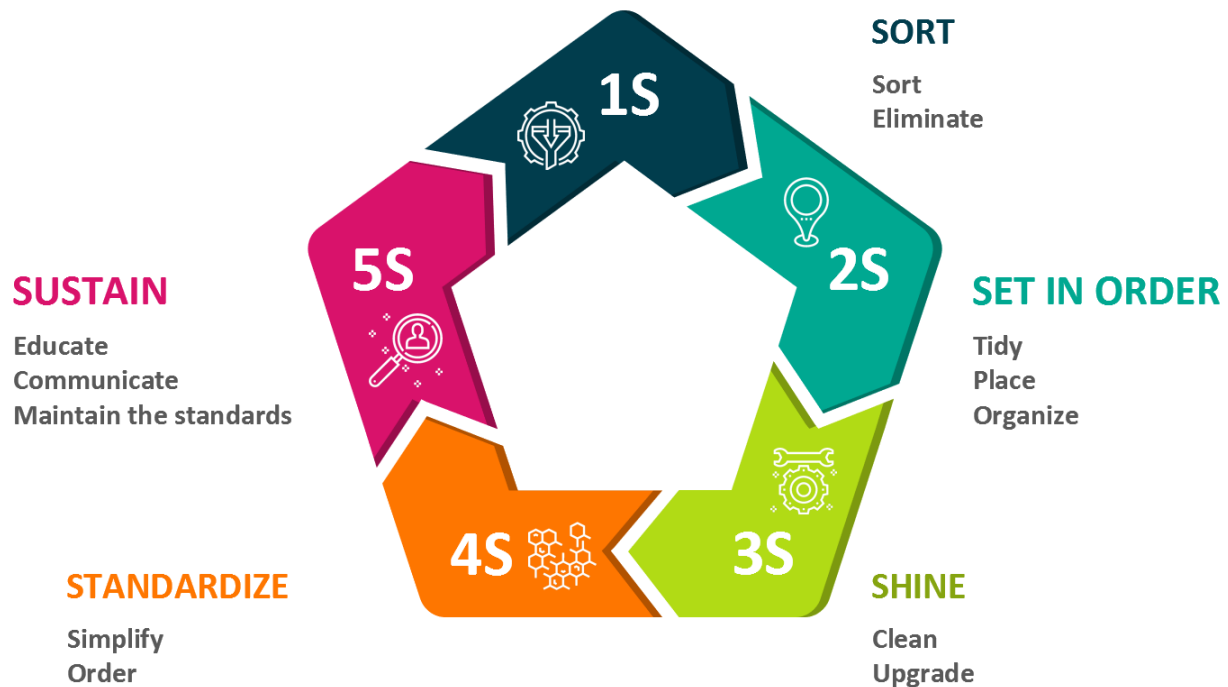 1S
SORT
Sort
Eliminate
2S
SET IN ORDER
Tidy
Place
Organize
3S
SHINE
Clean
Upgrade
4S
STANDARDIZE
Simplify
Order
5S
SUSTAIN
Educate
Communicate
Maintain the standards